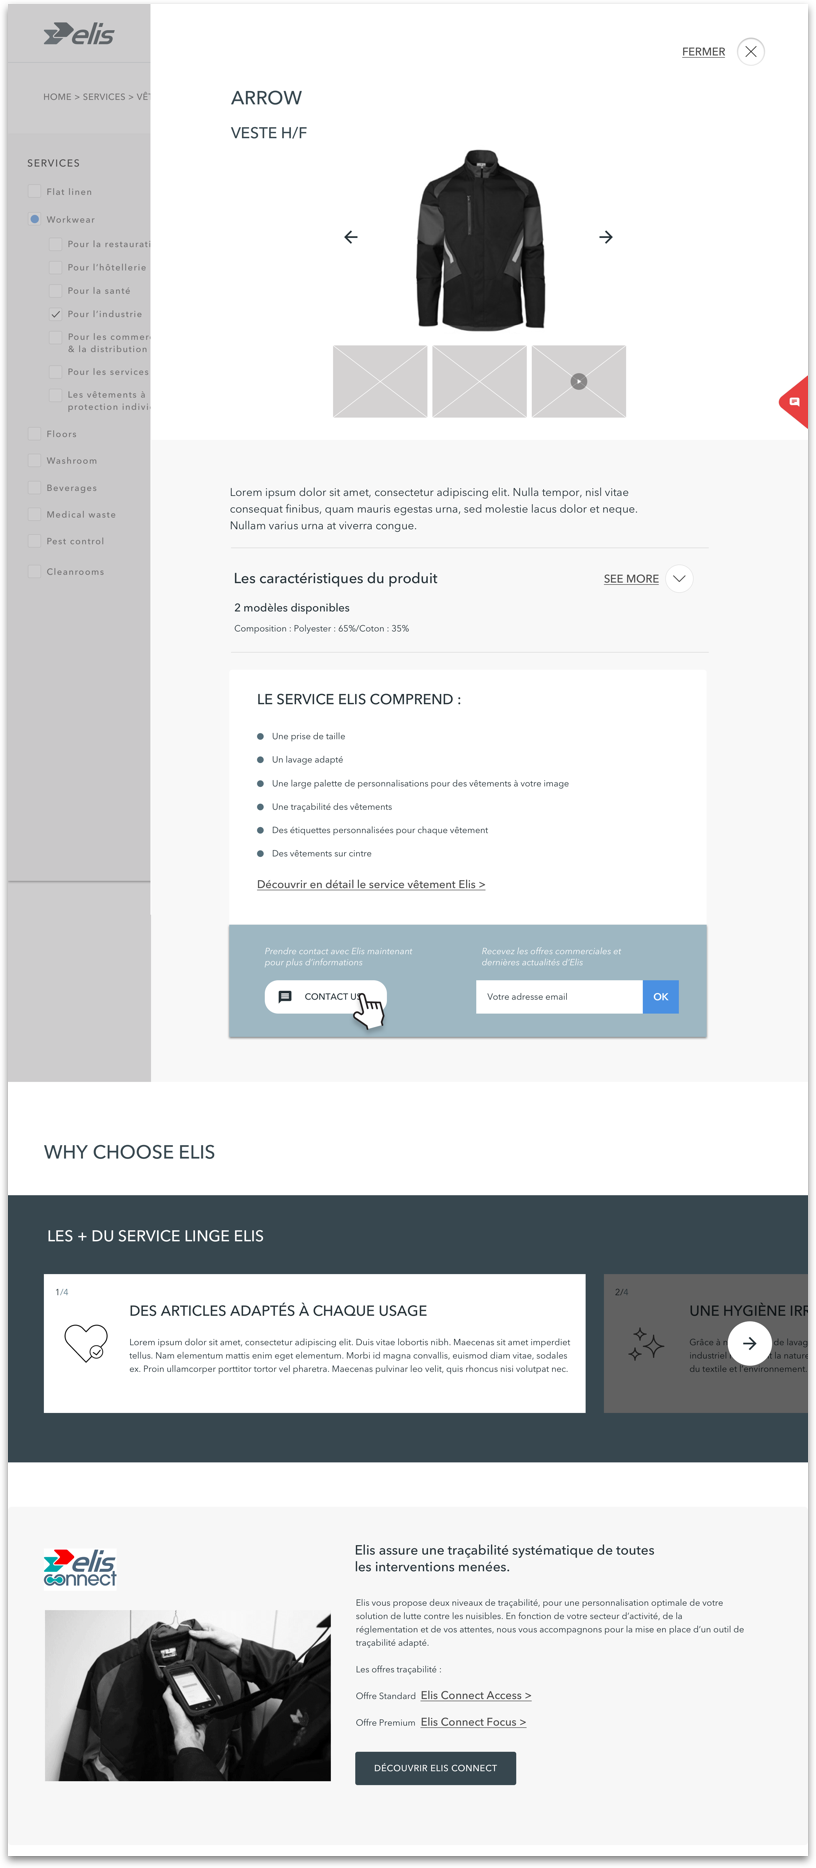 elis
HOME > SERVICES >
SERVICES
Flat linen
Workwear
Pour la
Pour l'hôtellerie
Pour la santé
Pour l'industrie
Pour les
& la distribution
Pour les services
Les vêtements à
protection
Floors
Washroom
Beverages
Medical waste
Pest control
Cleanrooms
FERMER
ARROW
VESTE H/F
Lorem ipsum dolor sit amet, consectetur adipiscing elit. Nulla tempor, nisl vitae
consequat finibus, quam mauris egestas urna, sed molestie lacus dolor et neque.
Nullam varius urna at viverra congue.
Les caractéristiques du produit
SEE MORE
2 modèles disponibles
Composition : Polyester : 65%/Coton : 35%
LE SERVICE ELIS COMPREND :
Une prise de taille
Un lavage adapté
Une large palette de personnalisations pour des vêtements à votre image
Une traçabilité des vêtements
Des étiquettes personnalisées pour chaque vêtement
Des vêtements sur cintre
Découvrir en détail le service vêtement Elis >
Prendre contact avec Elis maintenant
pour plus d'informations
CONTACT US
Recevez les offres commerciales et
dernières actualités d'Elis
Votre adresse email
OK
WHY CHOOSE ELIS
LES + DU SERVICE LINGE ELIS
1/4
DES ARTICLES ADAPTÉS À CHAQUE USAGE
Lorem ipsum dolor sit amet, consectetur adipiscing elit. Duis vitae lobortis nibh. Maecenas sit amet imperdiet
tellus. Nam elementum mattis enim eget elementum. Morbi id magna convallis, euismod diam vitae, sodales
ex. Proin ullamcorper porttitor tortor vel pharetra. Maecenas pulvinar leo velit, quis rhoncus nisi volutpat nec.
2/4
UNE HYGIÈNE
Grâce à de
industriel la
du textile et l'environnement.
elis
connect
Elis assure une traçabilité systématique de toutes
les interventions menées.
Elis vous propose deux niveaux de traçabilité, pour une personnalisation optimale de votre
solution de lutte contre les nuisibles. En fonction de votre secteur d'activité, de la
réglementation et de vos attentes, nous vous accompagnons pour la mise en place d'un outil de
traçabilité adapté.
Les offres traçabilité :
Offre Standard Elis Connect Access >
Offre Premium Elis Connect Focus >
DÉCOUVRIR ELIS CONNECT